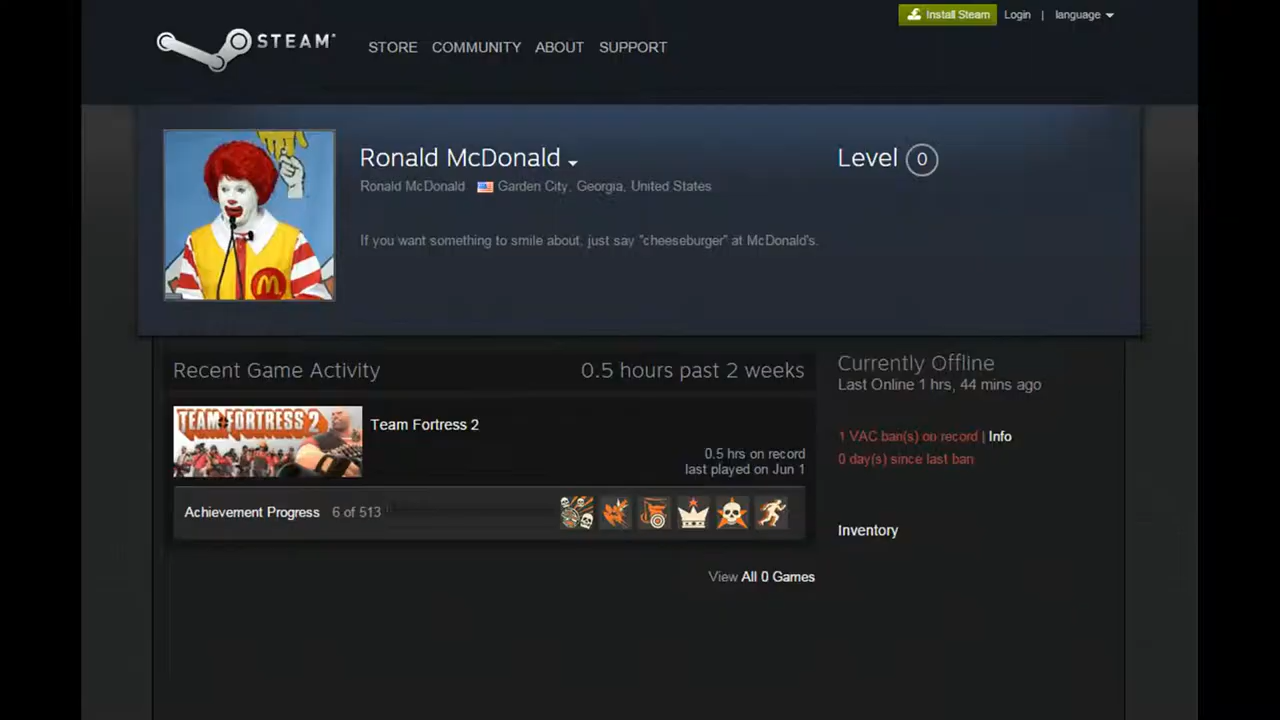 Install Steam Login | language
STEAM® STORE COMMUNITY ABOUT SUPPORT
Ronald McDonald
Level 0
Ronald McDonald Garden City, Georgia, United States
If you want something to smile about, just say "cheeseburger" at McDonald's.
Recent Game Activity 0.5 hours past 2 weeks
TEAM FORTRESS 2
Team Fortress 2
0.5 hrs on record
last played on Jun 1
Achievement Progress 6 of 513
View All 0 Games
Currently Offline
Last Online 1 hrs, 44 mins ago
1 VAC ban(s) on record | Info
0 day(s) since last ban
Inventory